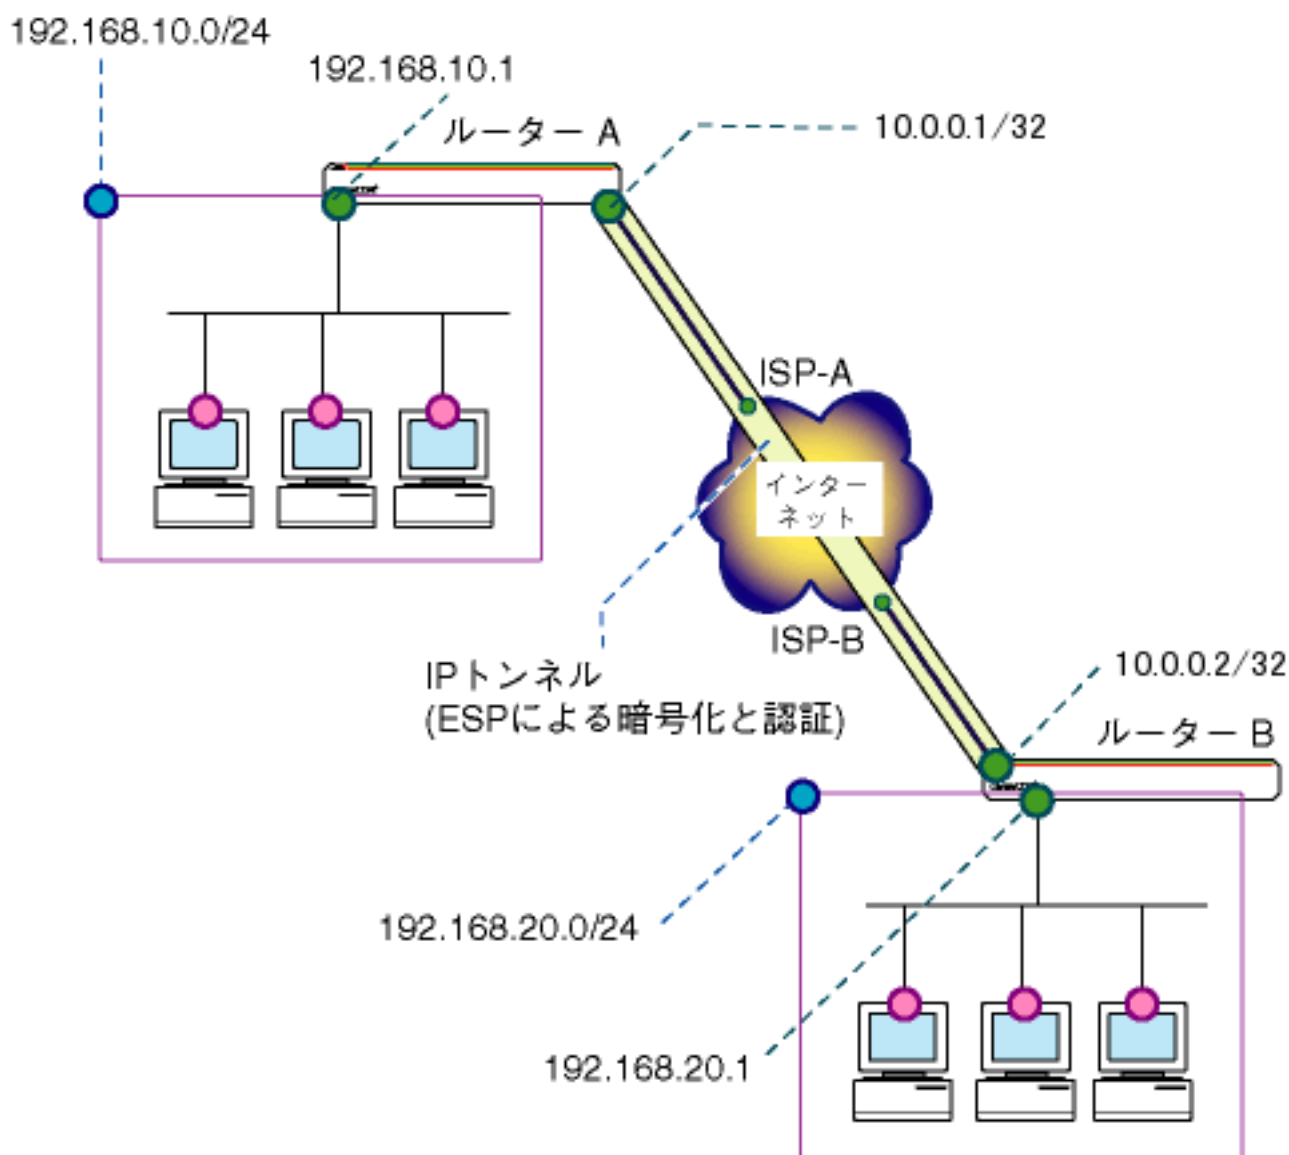 192.168.10.0/24
192.168.10.1
ルーター A
10.0.0.1/32
ISP-A
インター
ネット
ISP-B
IPトンネル
(ESPによる暗号化と認証)
10.0.0.2/32
ルーター B
192.168.20.0/24
192.168.20.1